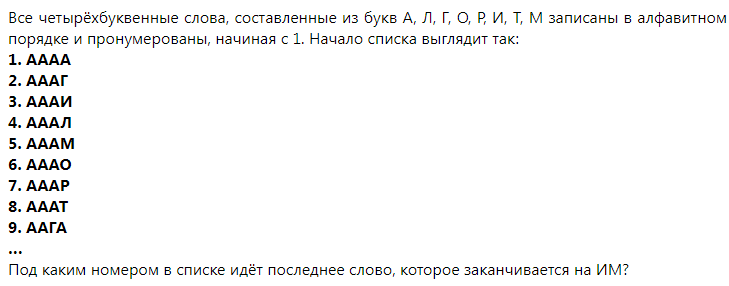 Все четырёхбуквенные слова, составленные из букв А, Л, Г, О, Р, И, Т, М записаны в алфавитном
порядке и пронумерованы, начиная с 1. Начало списка выглядит так:
1. АААА
2. АААГ
3. АААИ
4. АААЛ
5. АААМ
6. АААО
7. АААР
8. АААТ
9. ААГА
...
Под каким номером в списке идёт последнее слово, которое заканчивается на ИМ?